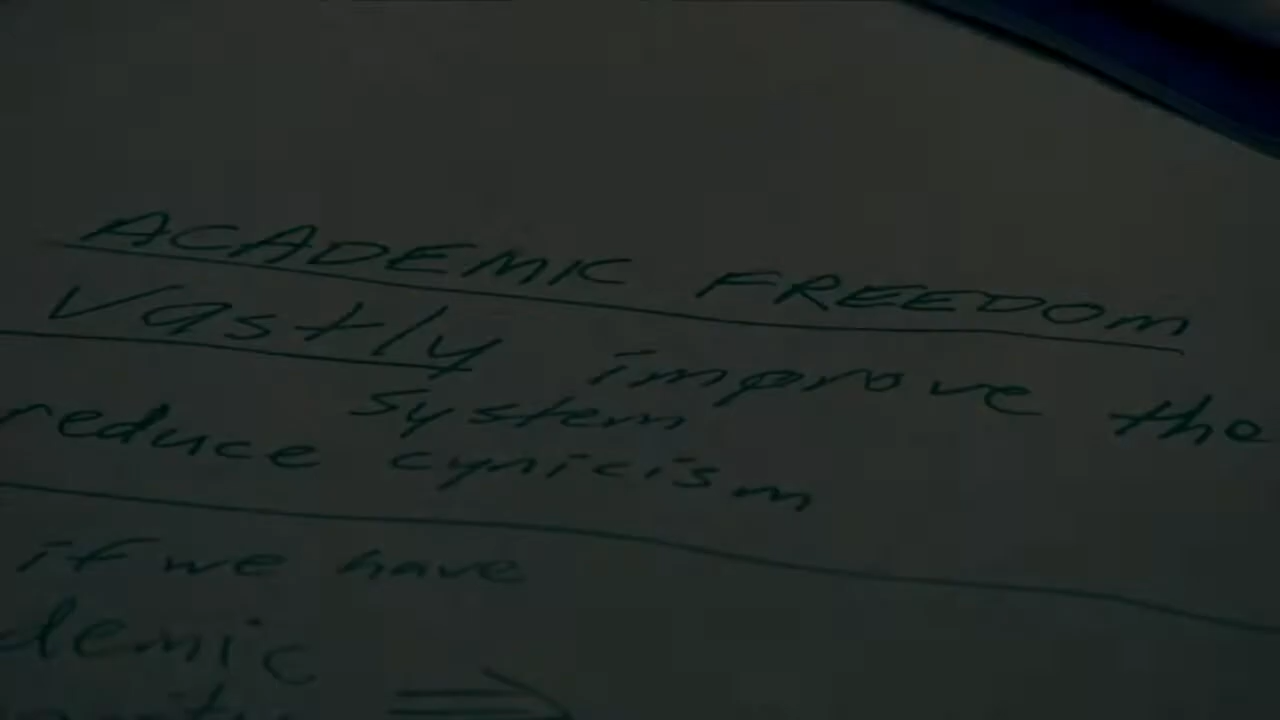 ACADEMIC FREEDOM
Vastly improve the
system
reduce cynicism
if we have
demic